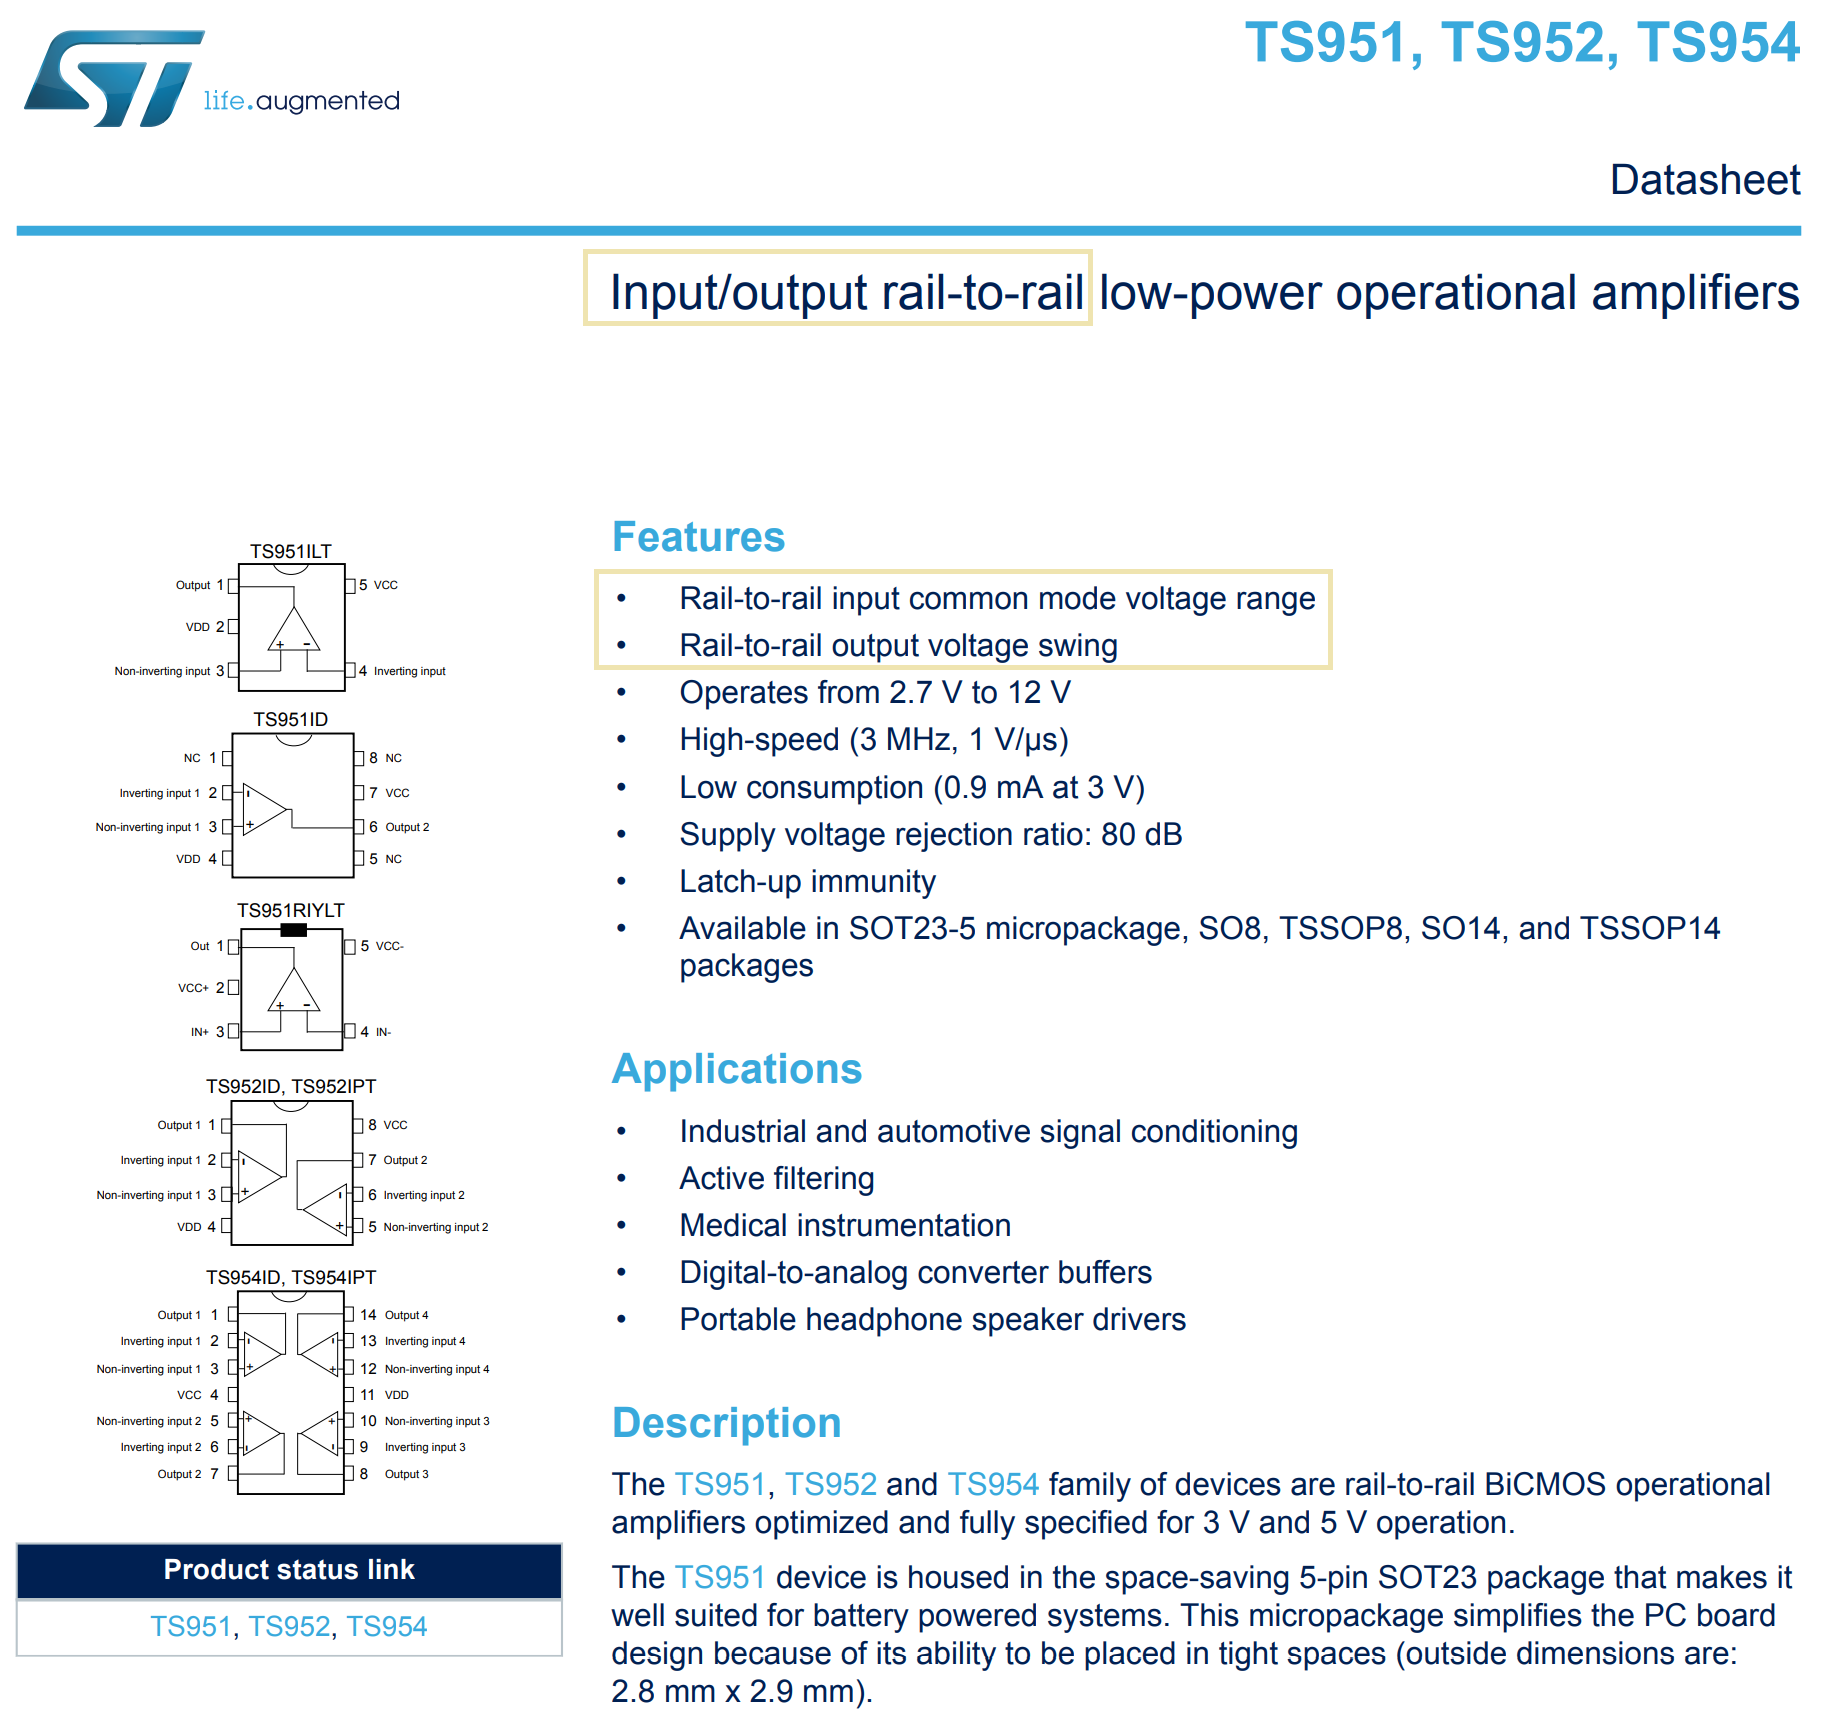 life.augmented
TS951, TS952, TS954
Datasheet
Input/output rail-to-rail low-power operational amplifiers
TS951ILT
Output 1
5 VCC
VDD 2
Non-inverting input 3
4 Inverting input
+ -
TS951ID
NC 1
8 NC
Inverting input 1 2
7 VCC
Non-inverting input 1 3
6 Output 2
VDD 4
5 NC
- +
TS951RIYLT
Out 1
5 VCC-
VCC+ 2
IN+ 3
4 IN-
+ -
TS952ID, TS952IPT
Output 1 1
8 VCC
Inverting input 1 2
7 Output 2
Non-inverting input 1 3
6 Inverting input 2
VDD 4
5 Non-inverting input 2
TS954ID, TS954IPT
Output 1 1
14 Output 4
Inverting input 1 2
13 Inverting input 4
Non-inverting input 1 3
12 Non-inverting input 4
VCC 4
11 VDD
Non-inverting input 2 5
10 Non-inverting input 3
Inverting input 2 6
9 Inverting input 3
Output 2 7
8 Output 3
Product status link
TS951, TS952, TS954
Features
• Rail-to-rail input common mode voltage range
• Rail-to-rail output voltage swing
• Operates from 2.7 V to 12 V
• High-speed (3 MHz, 1 V/µs)
• Low consumption (0.9 mA at 3 V)
• Supply voltage rejection ratio: 80 dB
• Latch-up immunity
• Available in SOT23-5 micropackage, SO8, TSSOP8, SO14, and TSSOP14
packages
Applications
• Industrial and automotive signal conditioning
• Active filtering
• Medical instrumentation
• Digital-to-analog converter buffers
• Portable headphone speaker drivers
Description
The TS951, TS952 and TS954 family of devices are rail-to-rail BiCMOS operational
amplifiers optimized and fully specified for 3 V and 5 V operation.
The TS951 device is housed in the space-saving 5-pin SOT23 package that makes it
well suited for battery powered systems. This micropackage simplifies the PC board
design because of its ability to be placed in tight spaces (outside dimensions are:
2.8 mm x 2.9 mm).